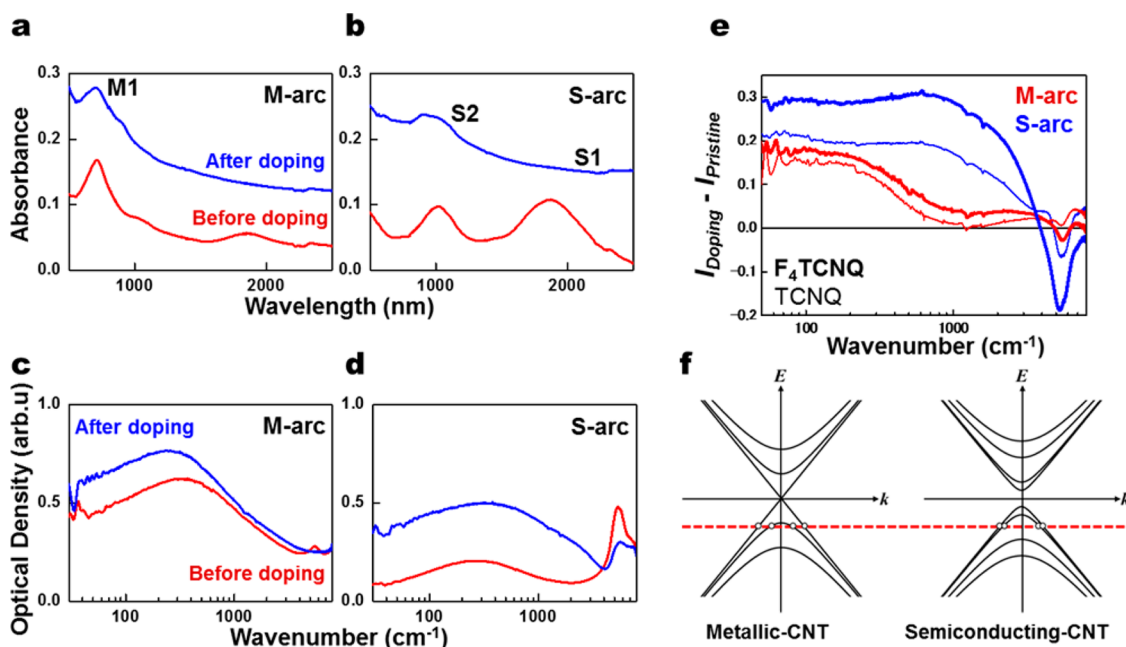 a
b
e
0.3
0.2
0.1
0.0
Absorbance
M1
M-arc
After doping
Before doping
1000
2000
0.3
0.2
0.1
0.0
S2
S-arc
S1
1000
2000
Wavelength (nm)
I_Doping - I_Pristine
0.3
0.2
0.1
0.0
−0.1
−0.2
M-arc
S-arc
F₄TCNQ
TCNQ
100
1000
Wavenumber (cm⁻¹)
c
d
f
Optical Density (arb.u)
1.0
0.5
0.0
After doping
M-arc
Before doping
100
1000
1.0
0.5
0.0
S-arc
100
1000
Wavenumber (cm⁻¹)
E
k
Metallic-CNT
E
k
Semiconducting-CNT